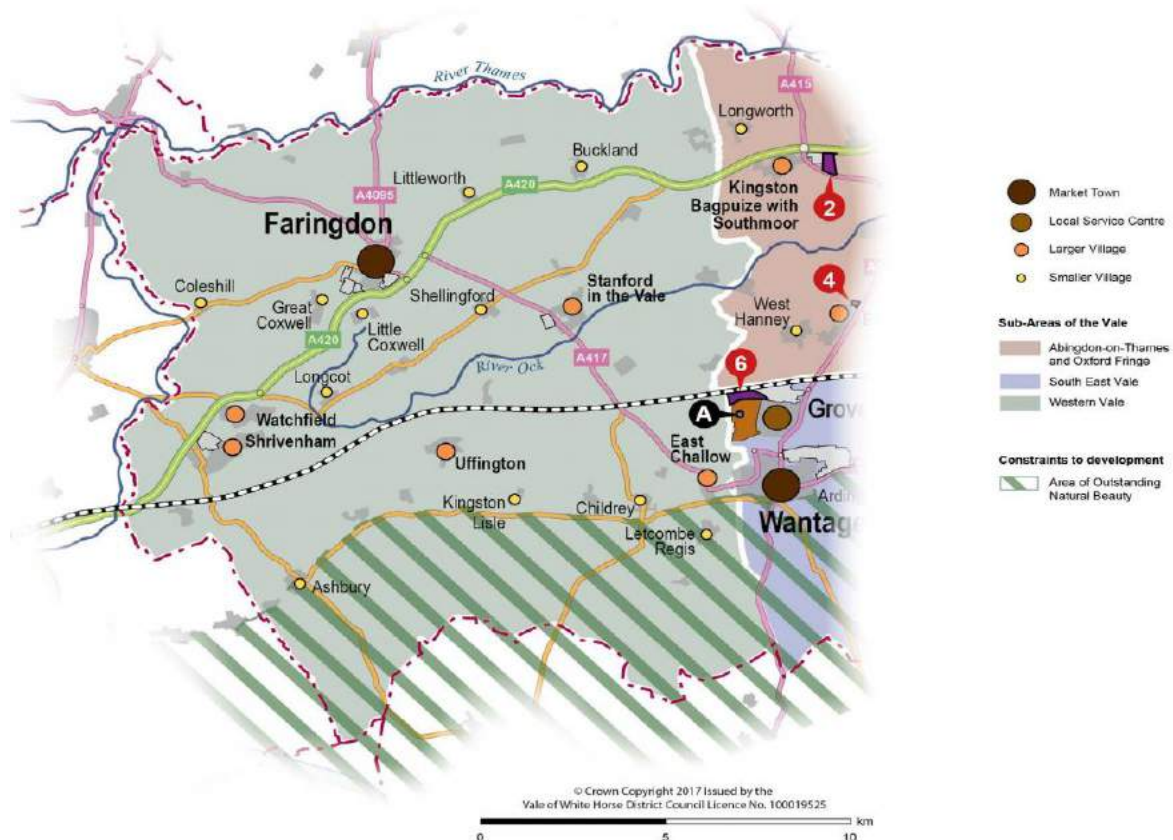 River Thames
A415
Longworth
Buckland
Littleworth
A420
A4095
Kingston
Bagpuize with
Southmoor
2
Faringdon
Coleshill
Great
Coxwell
Shellingford
Stanford
in the Vale
4
West
Hanney
Little
Coxwell
A420
A417
6
River Ock
Longcot
A
Grove
Watchfield
Shrivenham
East
Challow
Uffington
Kingston
Lisle
Childrey
Wantage
Letcombe
Regis
Ashbury
Market Town
Local Service Centre
Larger Village
Smaller Village
Sub-Areas of the Vale
Abingdon-on-Thames
and Oxford Fringe
South East Vale
Western Vale
Constraints to development
Area of Outstanding
Natural Beauty
© Crown Copyright 2017 Issued by the
Vale of White Horse District Council Licence No. 100019525
km
0
5
10